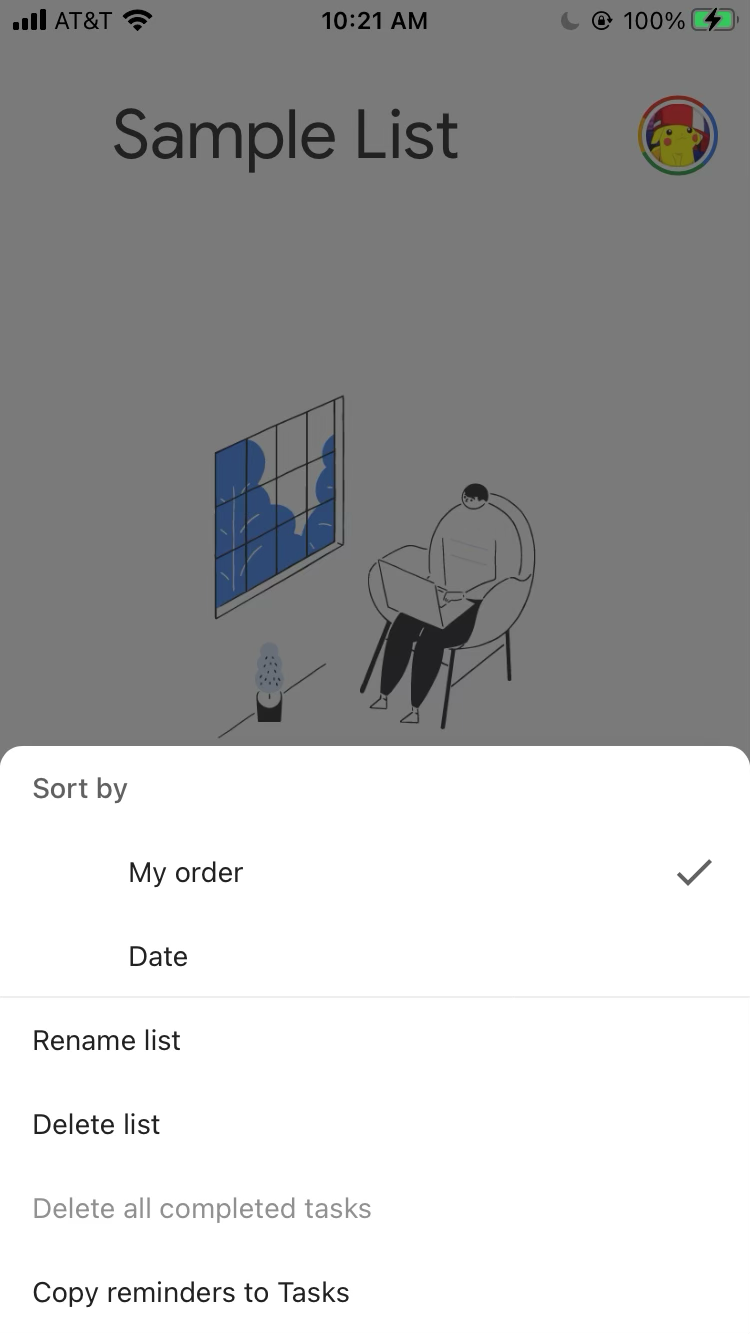 AT&T 10:21 AM 100%
Sample List
Sort by
My order
Date
Rename list
Delete list
Delete all completed tasks
Copy reminders to Tasks